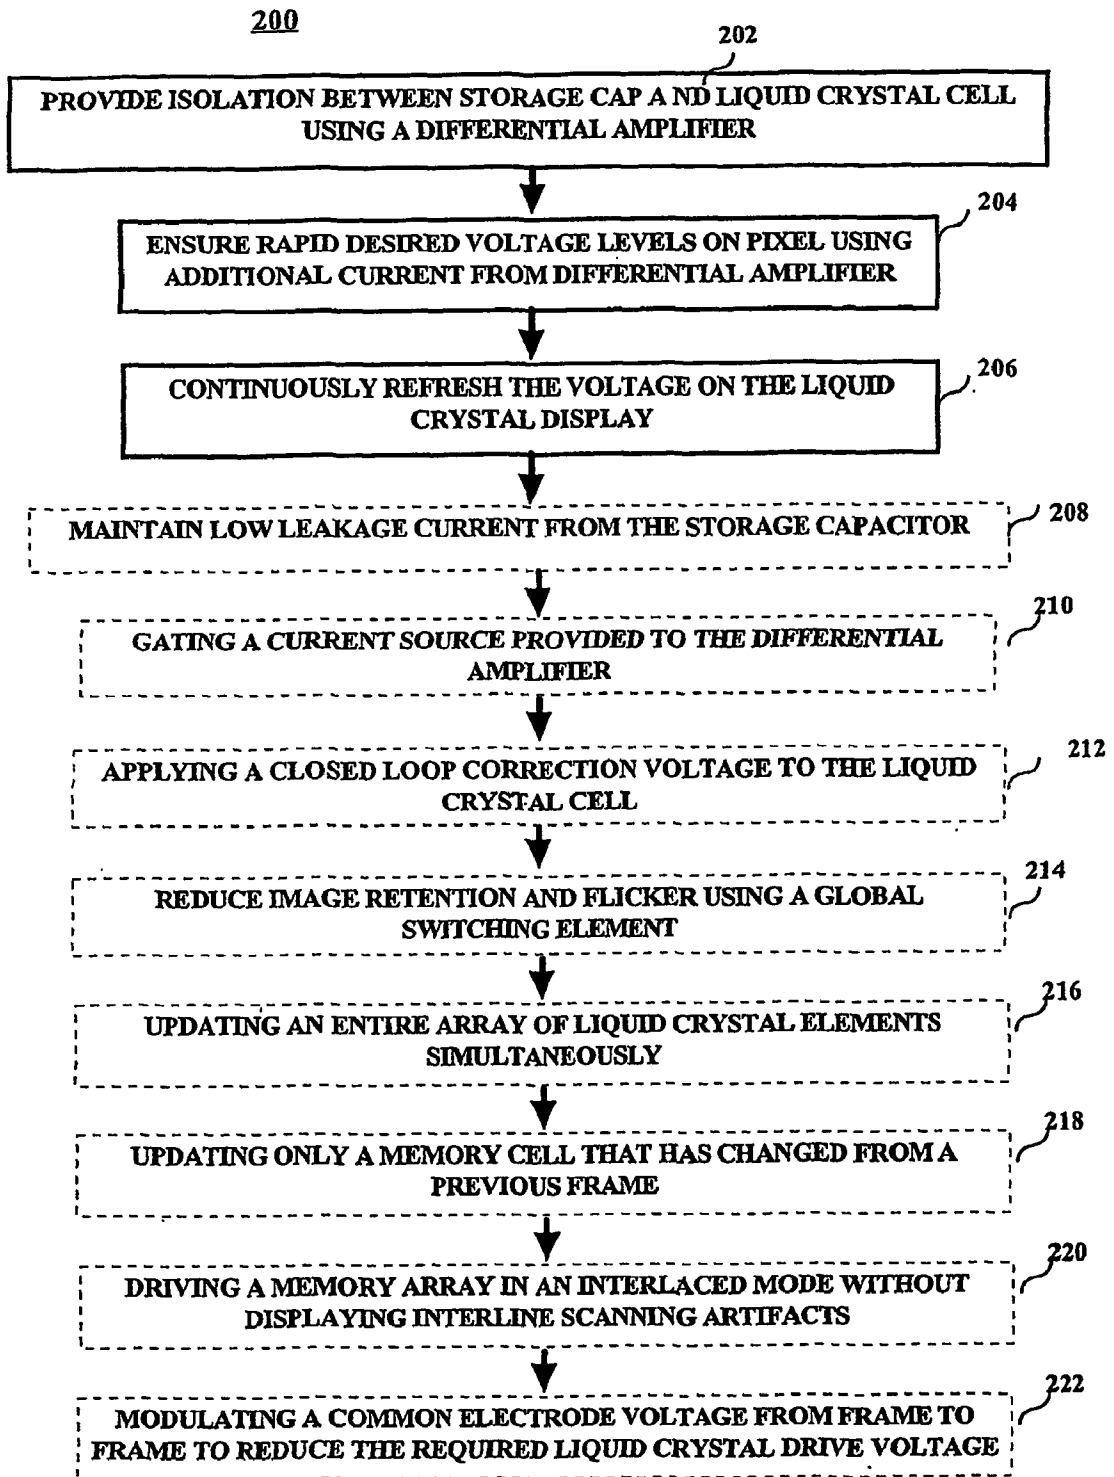 200
202
PROVIDE ISOLATION BETWEEN STORAGE CAP A ND LIQUID CRYSTAL CELL
USING A DIFFERENTIAL AMPLIFIER
204
ENSURE RAPID DESIRED VOLTAGE LEVELS ON PIXEL USING
ADDITIONAL CURRENT FROM DIFFERENTIAL AMPLIFIER
206
CONTINUOUSLY REFRESH THE VOLTAGE ON THE LIQUID
CRYSTAL DISPLAY
208
MAINTAIN LOW LEAKAGE CURRENT FROM THE STORAGE CAPACITOR
210
GATING A CURRENT SOURCE PROVIDED TO THE DIFFERENTIAL
AMPLIFIER
212
APPLYING A CLOSED LOOP CORRECTION VOLTAGE TO THE LIQUID
CRYSTAL CELL
214
REDUCE IMAGE RETENTION AND FLICKER USING A GLOBAL
SWITCHING ELEMENT
216
UPDATING AN ENTIRE ARRAY OF LIQUID CRYSTAL ELEMENTS
SIMULTANEOUSLY
218
UPDATING ONLY A MEMORY CELL THAT HAS CHANGED FROM A
PREVIOUS FRAME
220
DRIVING A MEMORY ARRAY IN AN INTERLACED MODE WITHOUT
DISPLAYING INTERLINE SCANNING ARTIFACTS
222
MODULATING A COMMON ELECTRODE VOLTAGE FROM FRAME TO
FRAME TO REDUCE THE REQUIRED LIQUID CRYSTAL DRIVE VOLTAGE